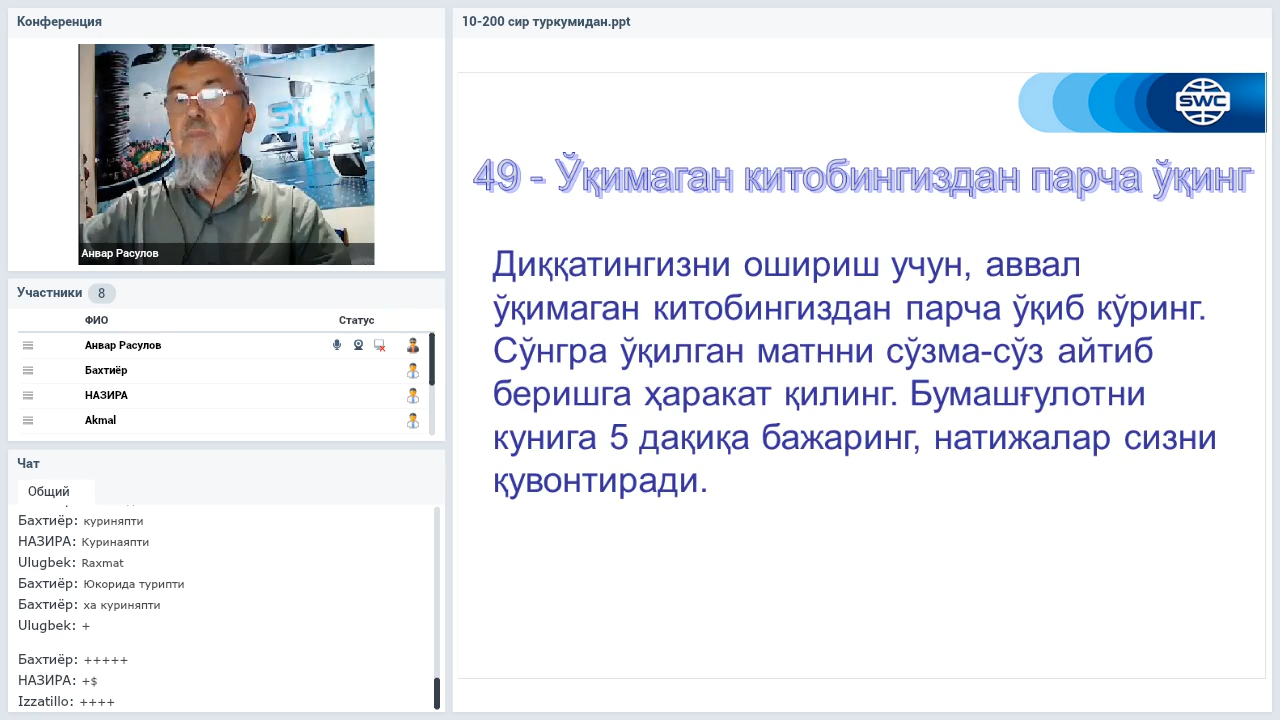 Конференция
Анвар Расулов
Участники 8
ФИО Статус
Анвар Расулов
Бахтиёр
НАЗИРА
Akmal
Чат
Общий
Бахтиёр: куриняпти
НАЗИРА: Куринаяпти
Ulugbek: Raxmat
Бахтиёр: Юкорида турипти
Бахтиёр: ха куриняпти
Ulugbek: +
Бахтиёр: +++++
НАЗИРА: +$
Izzatillo: ++++
10-200 сир туркумидан.ppt
SWC
49 - Ўқимаган китобингиздан парча ўқинг
Диққатингизни ошириш учун, аввал
ўқимаган китобингиздан парча ўқиб кўринг.
Сўнгра ўқилган матнни сўзма-сўз айтиб
беришга ҳаракат қилинг. Бумашғулотни
кунига 5 дақиқа бажаринг, натижалар сизни
қувонтиради.